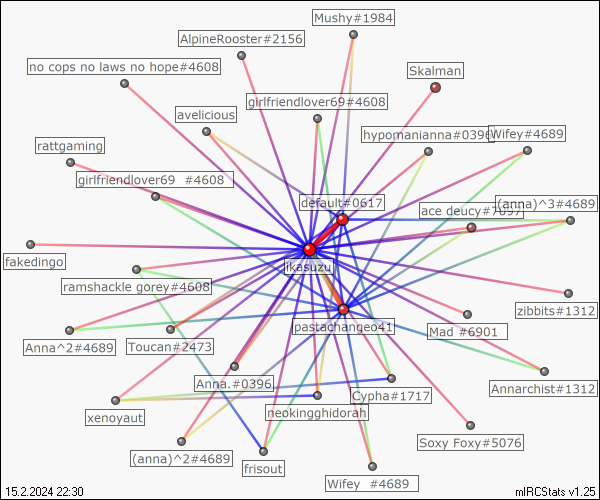 Mushy#1984
AlpineRooster#2156
no cops no laws no hope#4608
Skalman
girlfriendlover69#4608
avelicious
hypomanianna#0396
Wifey#4689
rattgaming
girlfriendlover69 #4608
default#0617
ace deucy#7097
(anna)^3#4689
fakedingo
ikasuzu
ramshackle gorey#4608
zibbits#1312
pastachangeo41
Mad #6901
Anna^2#4689
Toucan#2473
Anna.#0396
Cypha#1717
Annarchist#1312
xenoyaut
neokingghidorah
Soxy Foxy#5076
(anna)^2#4689
frisout
Wifey #4689
15.2.2024 22:30
mIRCStats v1.25